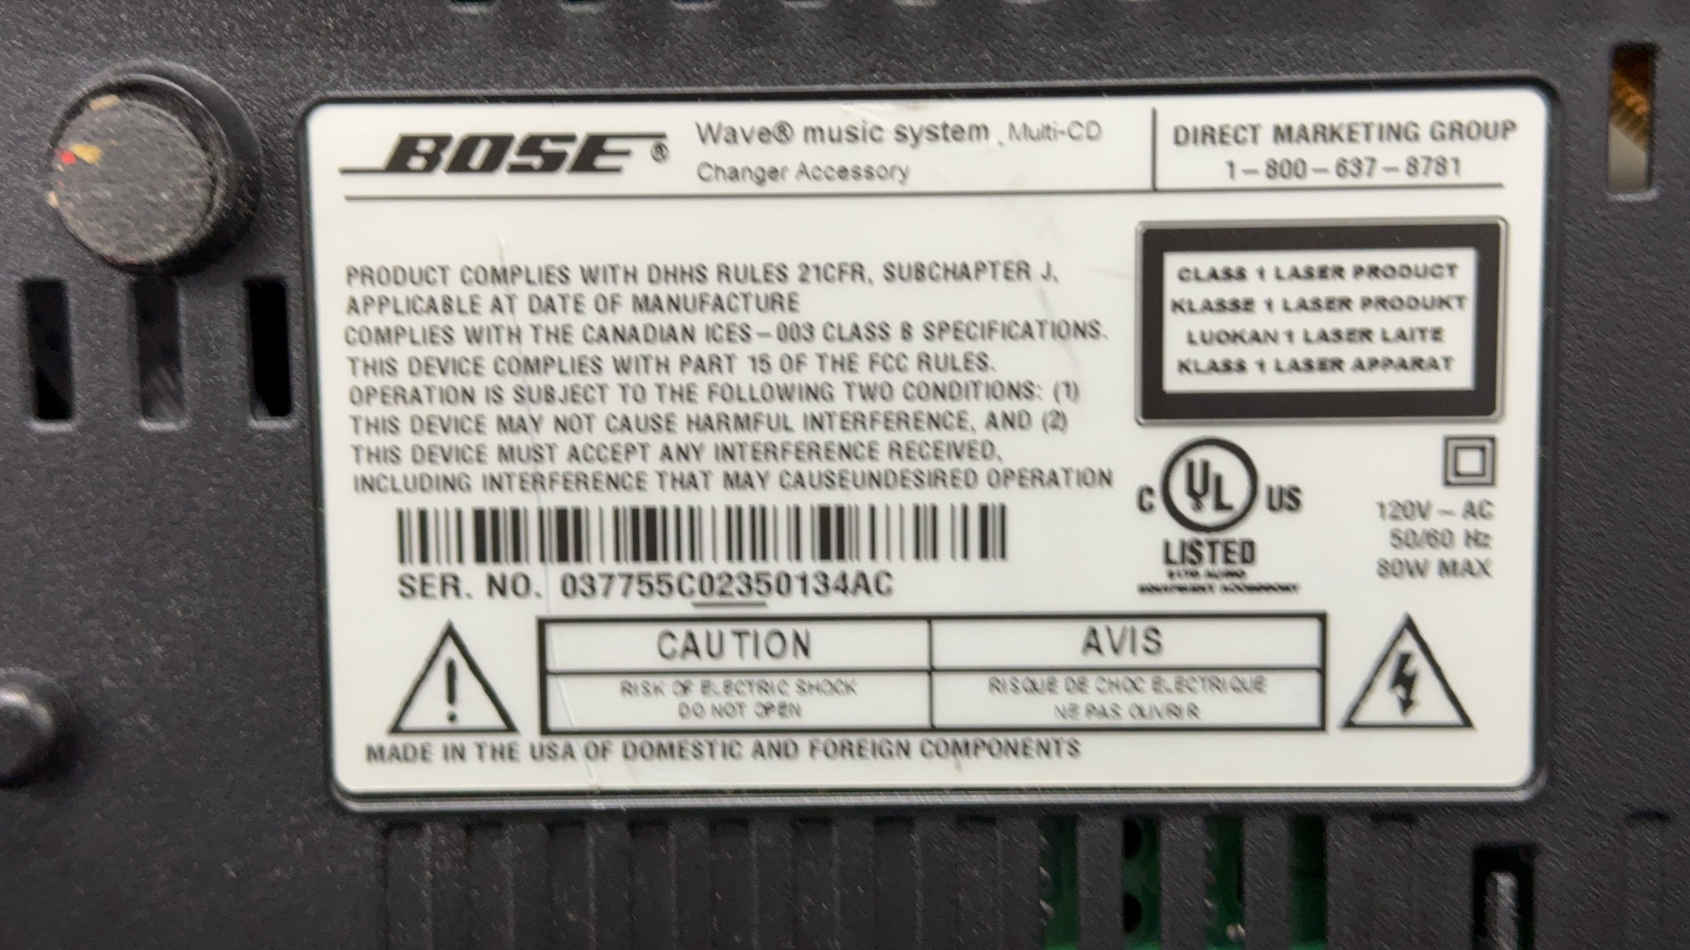 BOSE® Wave® music system Multi-CD
Changer Accessory
DIRECT MARKETING GROUP
1-800-637-8781
PRODUCT COMPLIES WITH DHHS RULES 21CFR, SUBCHAPTER J,
APPLICABLE AT DATE OF MANUFACTURE
COMPLIES WITH THE CANADIAN ICES-003 CLASS B SPECIFICATIONS.
THIS DEVICE COMPLIES WITH PART 15 OF THE FCC RULES.
OPERATION IS SUBJECT TO THE FOLLOWING TWO CONDITIONS: (1)
THIS DEVICE MAY NOT CAUSE HARMFUL INTERFERENCE, AND (2)
THIS DEVICE MUST ACCEPT ANY INTERFERENCE RECEIVED,
INCLUDING INTERFERENCE THAT MAY CAUSEUNDESIRED OPERATION
CLASS 1 LASER PRODUCT
KLASSE 1 LASER PRODUKT
LUOKAN 1 LASER LAITE
KLASS 1 LASER APPARAT
C UL US
LISTED
120V ~ AC
50/60 Hz
80W MAX
SER. NO. 037755C02350134AC
CAUTION
RISK OF ELECTRIC SHOCK
DO NOT OPEN
AVIS
RISQUE DE CHOC ELECTRIQUE
NE PAS OUVRIR
MADE IN THE USA OF DOMESTIC AND FOREIGN COMPONENTS